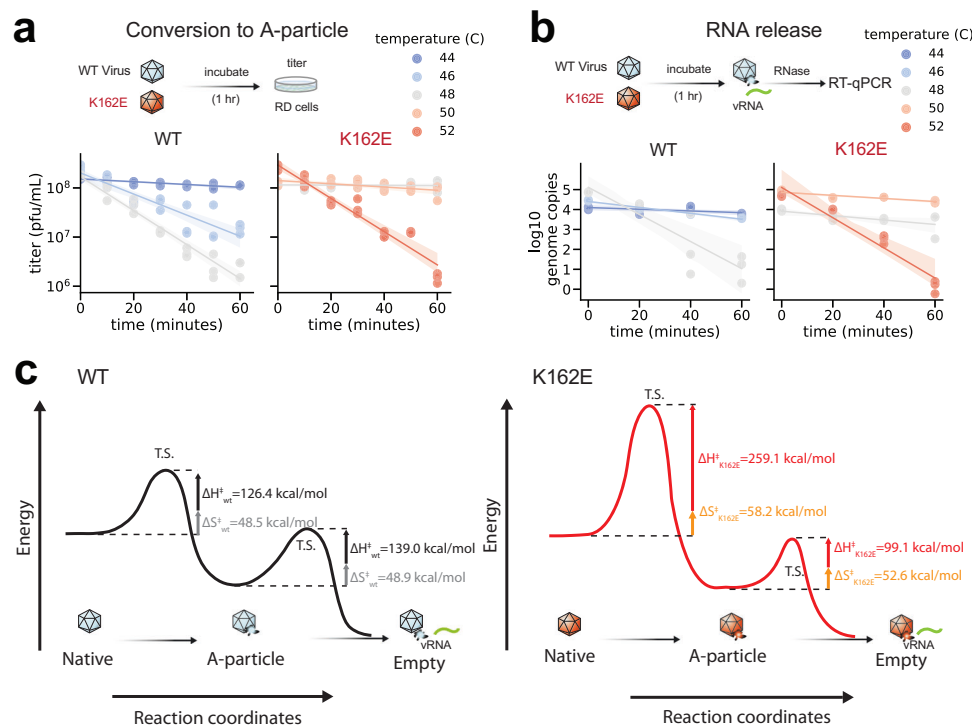 a
Conversion to A-particle
temperature (C)
44
46
48
50
52
WT Virus
K162E
incubate
(1 hr)
titer
RD cells
WT
K162E
titer (pfu/mL)
10⁸
10⁷
10⁶
0 20 40 60
time (minutes)
0 20 40 60
time (minutes)
b
RNA release
temperature (C)
44
46
48
50
52
WT Virus
K162E
incubate
(1 hr)
vRNA
RNase
RT-qPCR
WT
K162E
log10
genome copies
5
4
3
2
1
0
0 20 40 60
time (minutes)
0 20 40 60
time (minutes)
c
WT
Energy
T.S.
ΔH‡wt=126.4 kcal/mol
ΔS‡wt=48.5 kcal/mol
T.S.
ΔH‡wt=139.0 kcal/mol
ΔS‡wt=48.9 kcal/mol
Native
A-particle
vRNA
Empty
Reaction coordinates
K162E
Energy
T.S.
ΔH‡K162E=259.1 kcal/mol
ΔS‡K162E=58.2 kcal/mol
T.S.
ΔH‡K162E=99.1 kcal/mol
ΔS‡K162E=52.6 kcal/mol
Native
A-particle
vRNA
Empty
Reaction coordinates